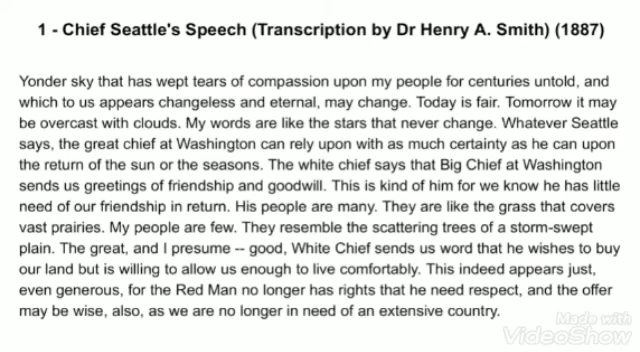 1 - Chief Seattle's Speech (Transcription by Dr Henry A. Smith) (1887)
Yonder sky that has wept tears of compassion upon my people for centuries untold, and
which to us appears changeless and eternal, may change. Today is fair. Tomorrow it may
be overcast with clouds. My words are like the stars that never change. Whatever Seattle
says, the great chief at Washington can rely upon with as much certainty as he can upon
the return of the sun or the seasons. The white chief says that Big Chief at Washington
sends us greetings of friendship and goodwill. This is kind of him for we know he has little
need of our friendship in return. His people are many. They are like the grass that covers
vast prairies. My people are few. They resemble the scattering trees of a storm-swept
plain. The great, and I presume -- good, White Chief sends us word that he wishes to buy
our land but is willing to allow us enough to live comfortably. This indeed appears just,
even generous, for the Red Man no longer has rights that he need respect, and the offer
may be wise, also, as we are no longer in need of an extensive country.
Made with
VideoShow